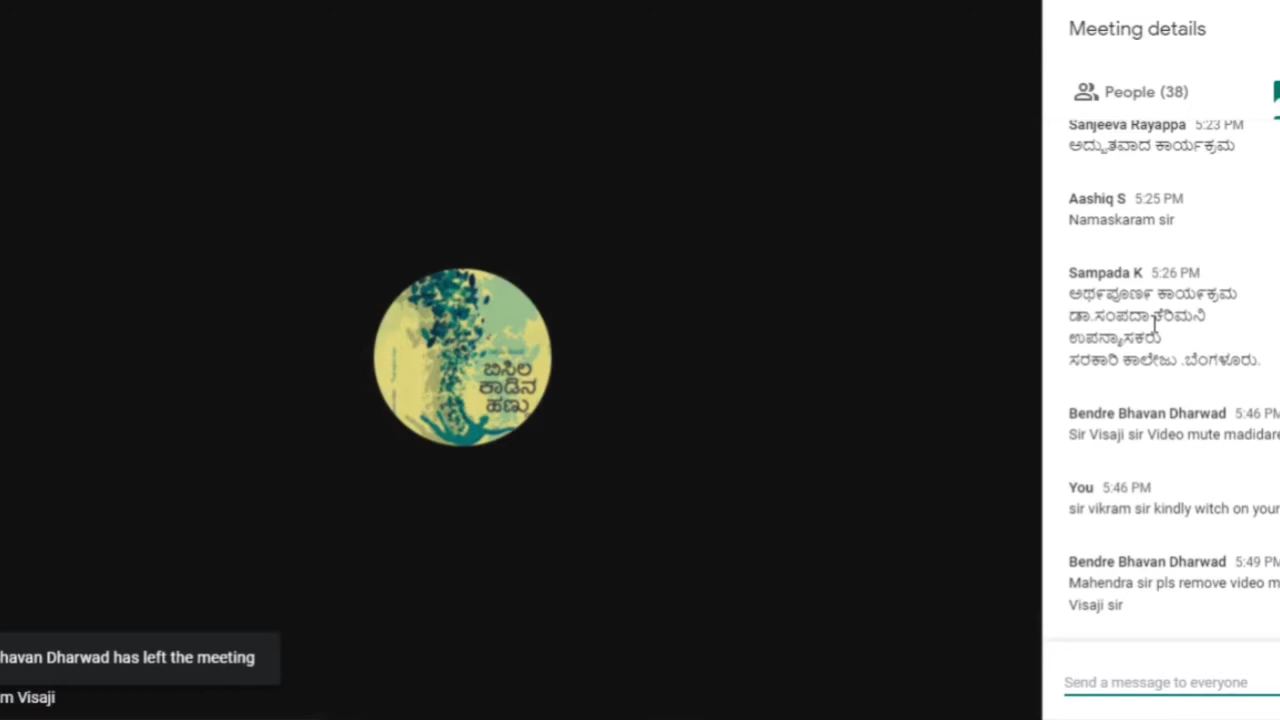 Meeting details
People (38)
Sanjeeva Rayappa 5:23 PM
ಅದ್ಭುತವಾದ ಕಾರ್ಯಕ್ರಮ
Aashiq S 5:25 PM
Namaskaram sir
Sampada K 5:26 PM
ಅರ್ಥಪೂರ್ಣ ಕಾರ್ಯಕ್ರಮ
ಡಾ.ಸಂಪದಾ ಕೆರಿಮನಿ
ಉಪನ್ಯಾಸಕರು
ಸರಕಾರಿ ಕಾಲೇಜು .ಬೆಂಗಳೂರು.
Bendre Bhavan Dharwad 5:46 PM
Sir Visaji sir Video mute madidare
You 5:46 PM
sir vikram sir kindly witch on your
Bendre Bhavan Dharwad 5:49 PM
Mahendra sir pls remove video m
Visaji sir
Send a message to everyone
ಬಿಸಿಲ
ಕಾಡಿನ
ಹಣ್ಣು
havan Dharwad has left the meeting
m Visaji